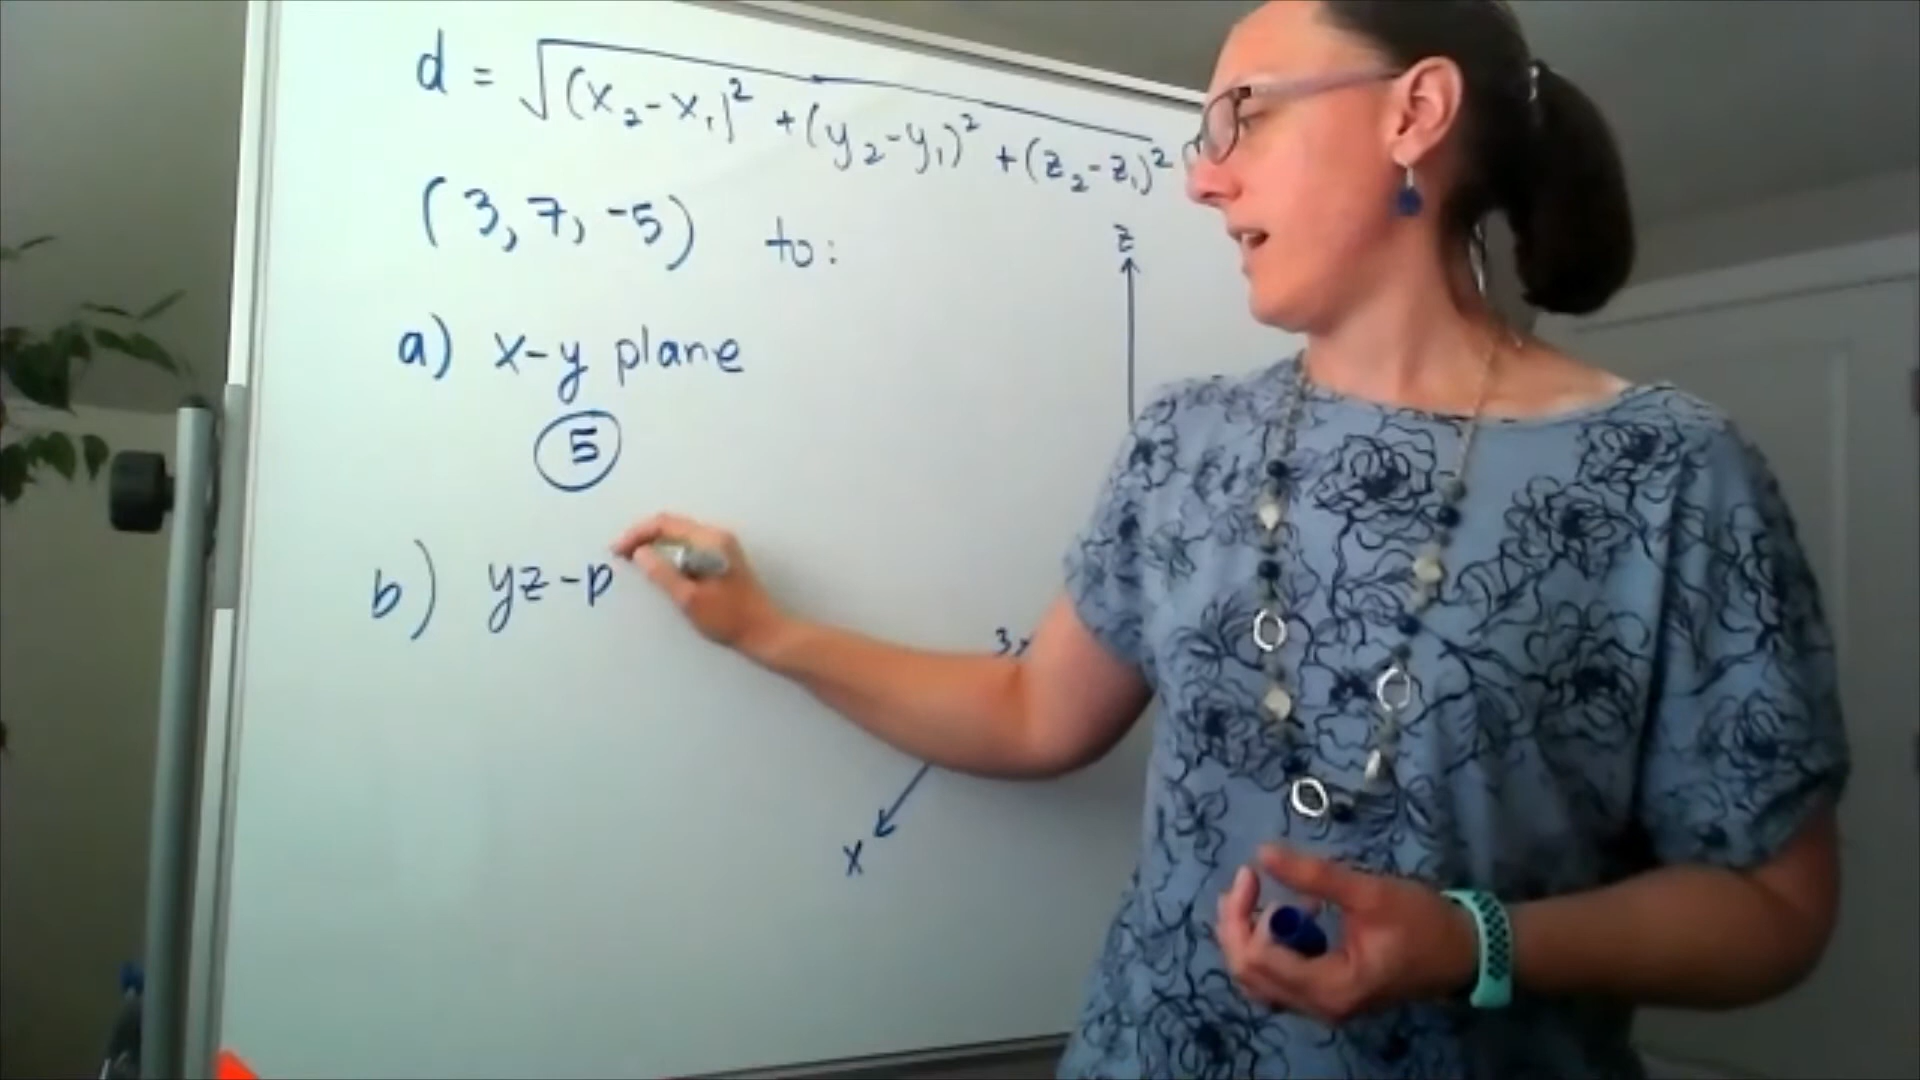 d = √(x₂-x₁)² + (y₂-y₁)² + (z₂-z₁)²
(3, 7, -5) to:
z
a) x-y plane
5
b) yz-p
3,
x